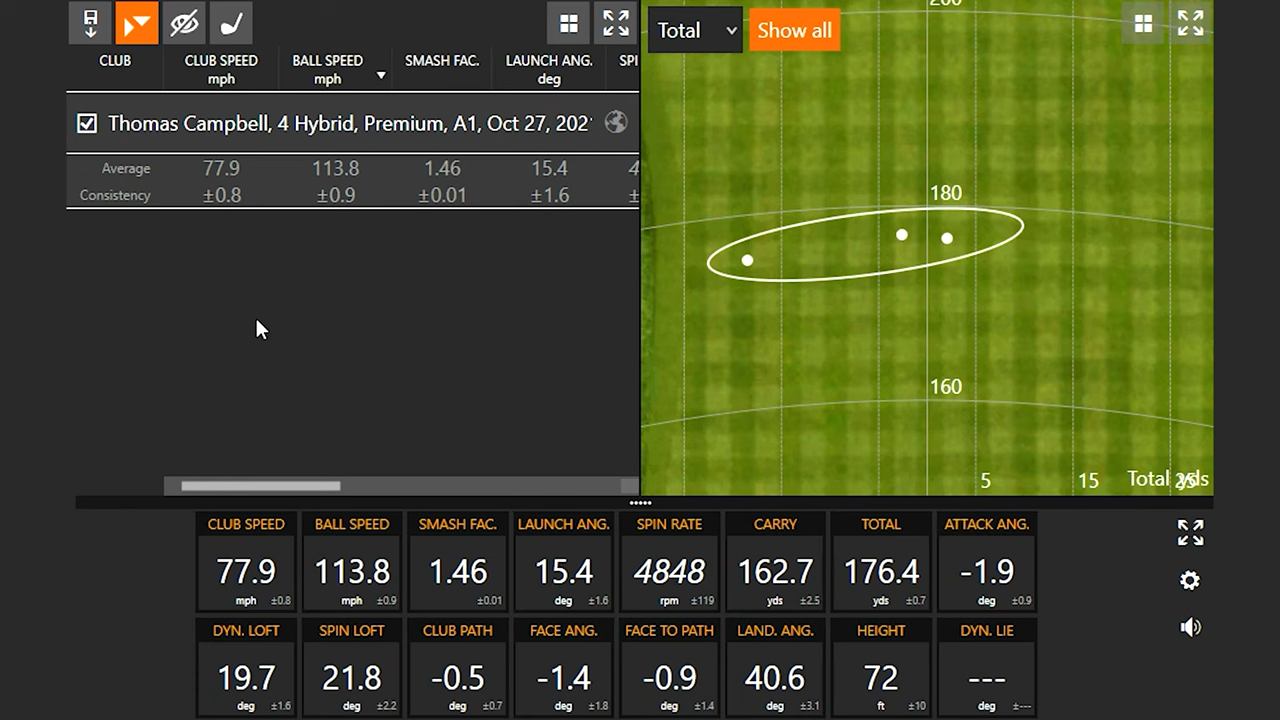 CLUB
CLUB SPEED
mph
BALL SPEED
mph
SMASH FAC.
LAUNCH ANG.
deg
SPI
Thomas Campbell, 4 Hybrid, Premium, A1, Oct 27, 202
Average 77.9 113.8 1.46 15.4 4
Consistency ±0.8 ±0.9 ±0.01 ±1.6 ±
Total Show all
200
180
160
5 15 25
Total yds
CLUB SPEED BALL SPEED SMASH FAC. LAUNCH ANG. SPIN RATE CARRY TOTAL ATTACK ANG.
77.9 113.8 1.46 15.4 4848 162.7 176.4 -1.9
mph ±0.8 mph ±0.9 ±0.01 deg ±1.6 rpm ±119 yds ±2.5 yds ±0.7 deg ±0.9
DYN. LOFT SPIN LOFT CLUB PATH FACE ANG. FACE TO PATH LAND. ANG. HEIGHT DYN. LIE
19.7 21.8 -0.5 -1.4 -0.9 40.6 72 ---
deg ±1.6 deg ±2.2 deg ±0.7 deg ±1.8 deg ±1.4 deg ±3.1 ft ±10 deg ±---